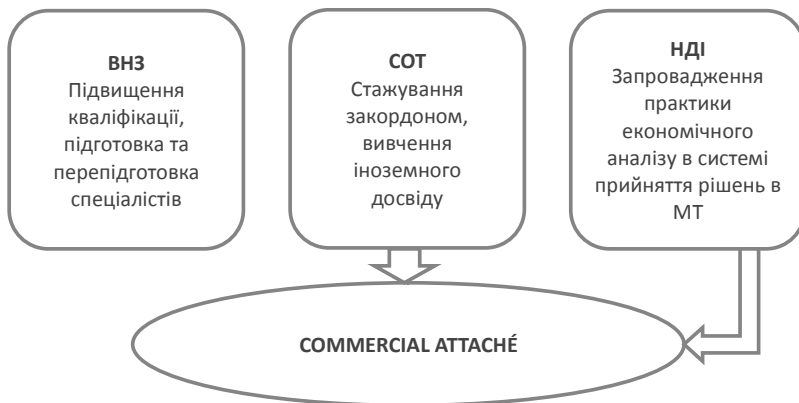 ВНЗ
Підвищення
кваліфікації,
підготовка та
перепідготовка
спеціалістів
СОТ
Стажування
закордоном,
вивчення
іноземного
досвіду
НДІ
Запровадження
практики
економічного
аналізу в системі
прийняття рішень в
МТ
COMMERCIAL ATTACHÉ